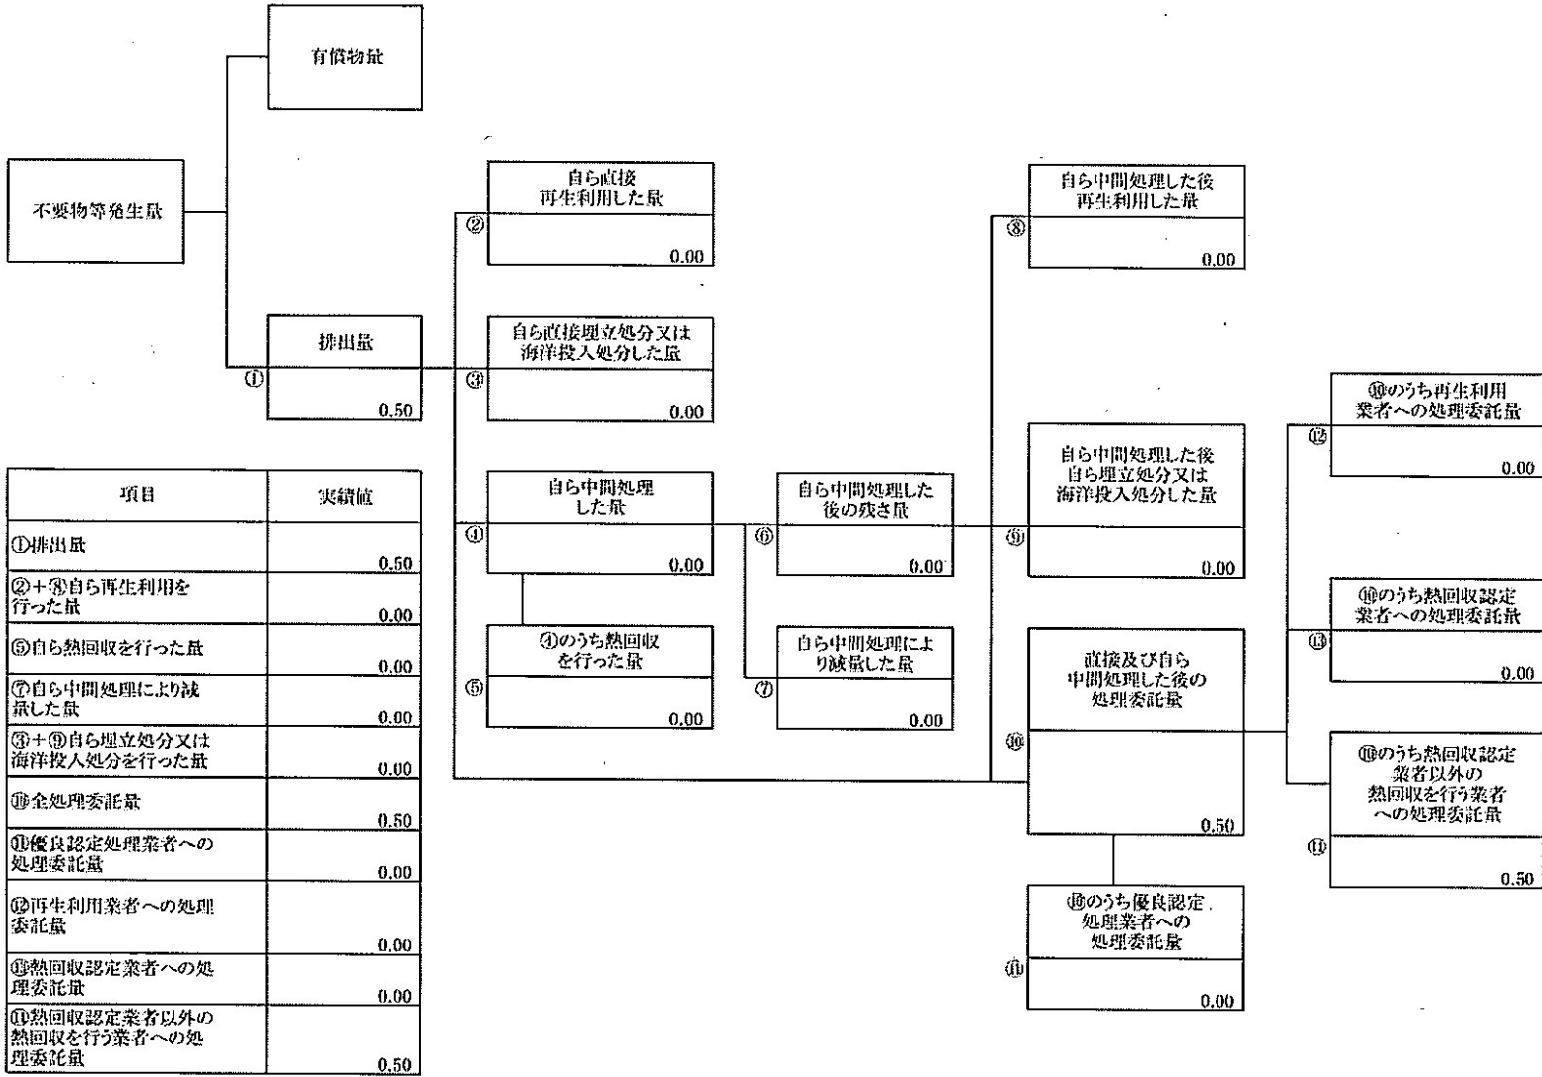 有償物量
不要物等発生量
排出量
①
0.50
自ら直接
再生利用した量
②
0.00
自ら直接埋立処分又は
海洋投入処分した量
③
0.00
自ら中間処理
した量
④
0.00
④のうち熱回収
を行った量
⑤
0.00
自ら中間処理した
後の残さ量
⑥
0.00
自ら中間処理によ
り減量した量
⑦
0.00
自ら中間処理した後
再生利用した量
⑧
0.00
自ら中間処理した後
自ら埋立処分又は
海洋投入処分した量
⑨
0.00
直接及び自ら
中間処理した後の
処理委託量
⑩
0.50
⑩のうち優良認定
処理業者への
処理委託量
⑪
0.00
⑩のうち再生利用
業者への処理委託量
⑫
0.00
⑩のうち熱回収認定
業者への処理委託量
⑬
0.00
⑩のうち熱回収認定
業者以外の
熱回収を行う業者
への処理委託量
⑭
0.50
項目 実績値
①排出量
0.50
②+⑧自ら再生利用を
行った量
0.00
⑤自ら熱回収を行った量
0.00
⑦自ら中間処理により減
量した量
0.00
③+⑨自ら埋立処分又は
海洋投入処分を行った量
0.00
⑩全処理委託量
0.50
⑪優良認定処理業者への
処理委託量
0.00
⑫再生利用業者への処理
委託量
0.00
⑬熱回収認定業者への処
理委託量
0.00
⑭熱回収認定業者以外の
熱回収を行う業者への処
理委託量
0.50